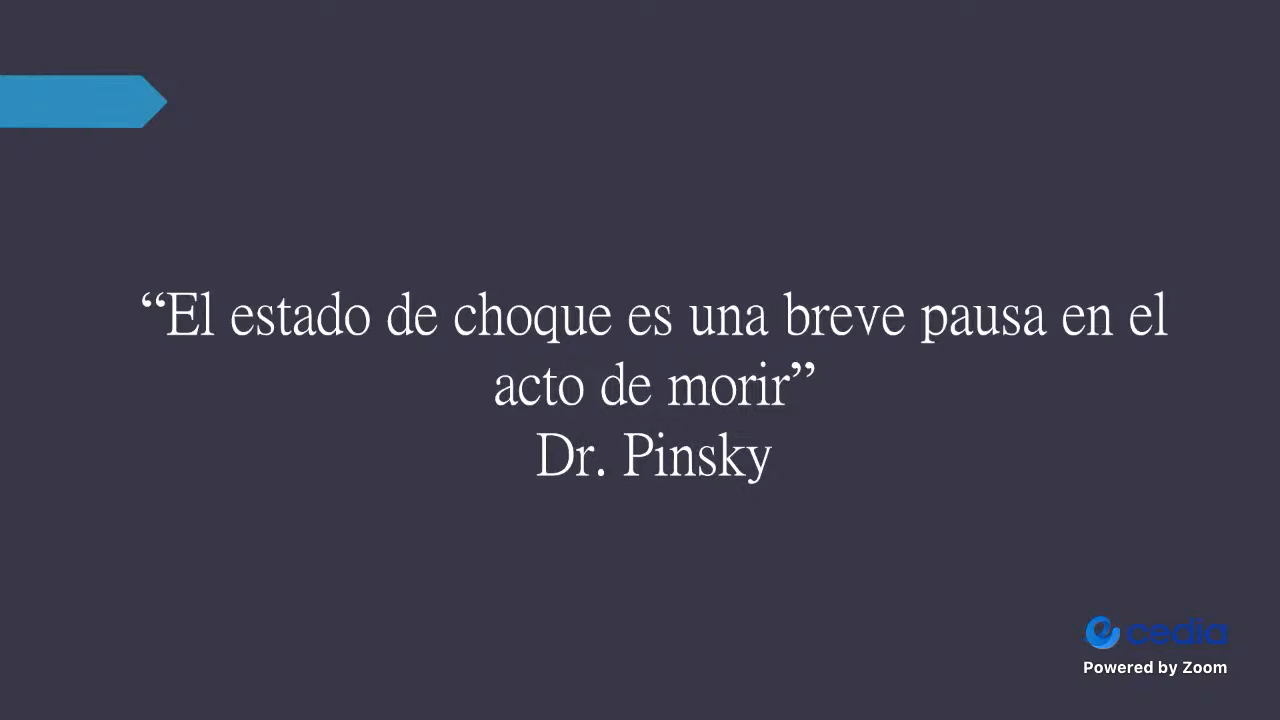 “El estado de choque es una breve pausa en el
acto de morir”
Dr. Pinsky
cedia
Powered by Zoom